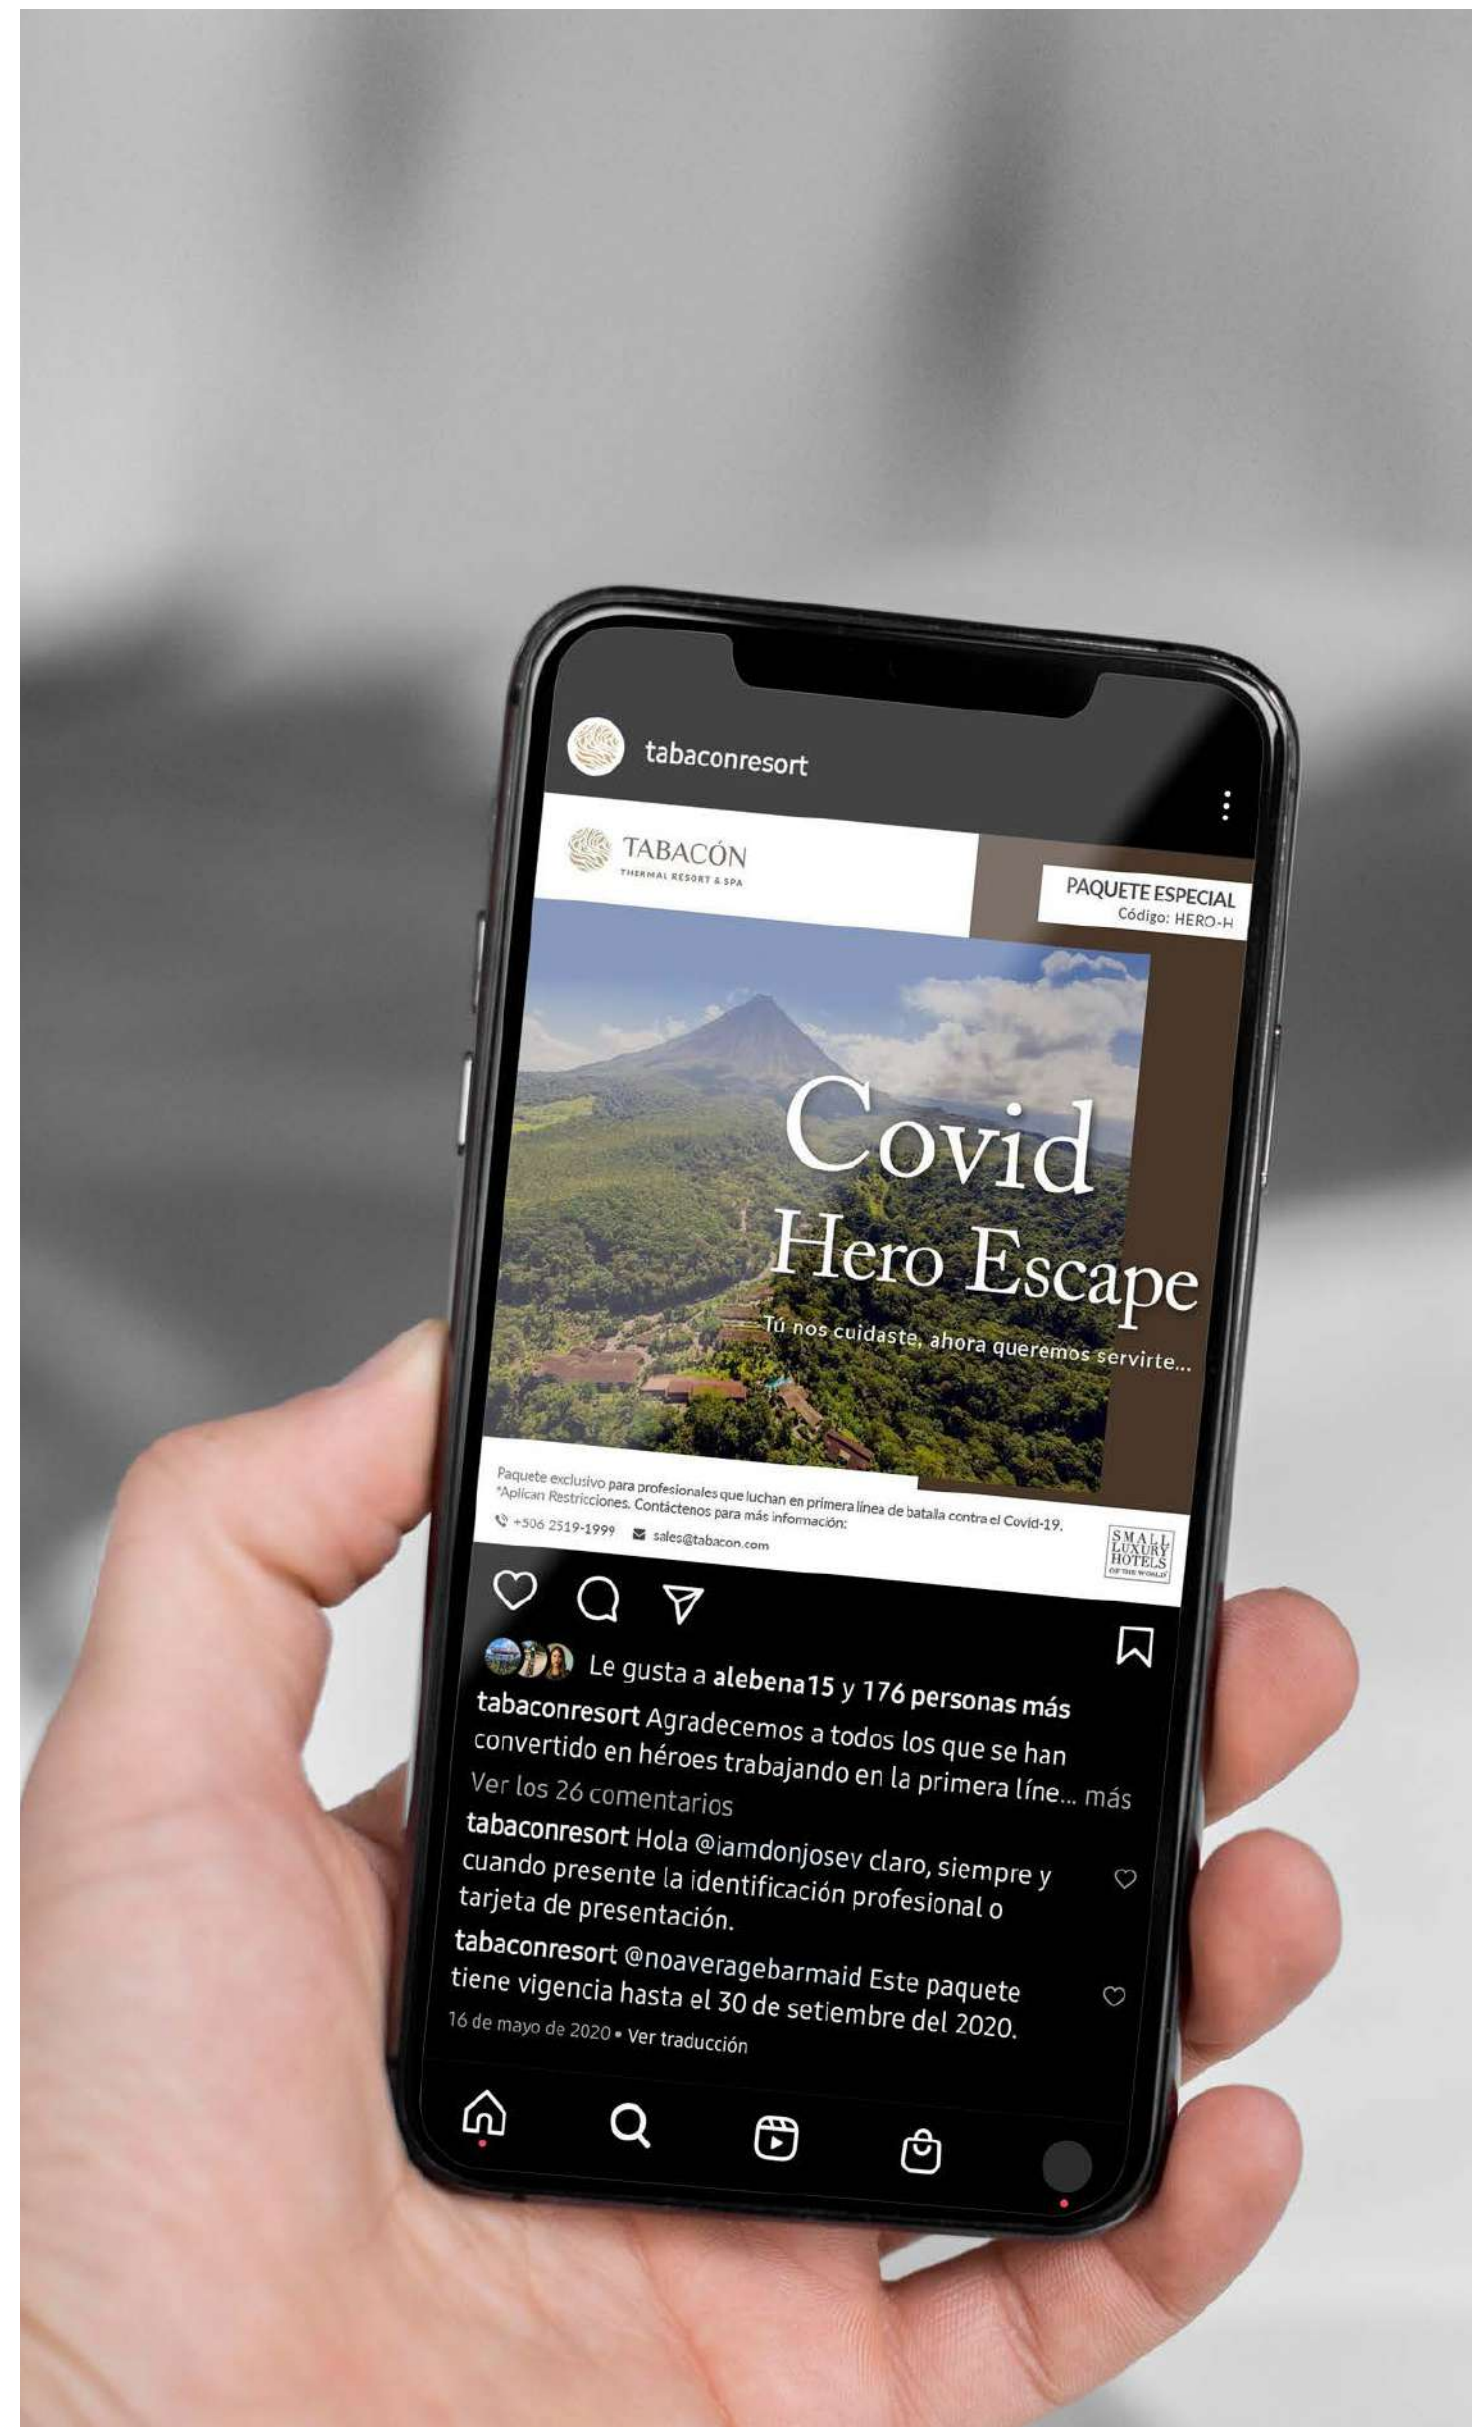 tabaconresort
TABACÓN
THERMAL RESORT & SPA
PAQUETE ESPECIAL
Código: HERO-H
Covid
Hero Escape
Tú nos cuidaste, ahora queremos servirte...
Paquete exclusivo para profesionales que luchan en primera línea de batalla contra el Covid-19.
*Aplican Restricciones. Contáctenos para más información:
+506 2519-1999 sales@tabacon.com
SMALL
LUXURY
HOTELS
OF THE WORLD
Le gusta a alebena15 y 176 personas más
tabaconresort Agradecemos a todos los que se han
convertido en héroes trabajando en la primera líne... más
Ver los 26 comentarios
tabaconresort Hola @iamdonjosev claro, siempre y
cuando presente la identificación profesional o
tarjeta de presentación.
tabaconresort @noaveragebarmaid Este paquete
tiene vigencia hasta el 30 de setiembre del 2020.
16 de mayo de 2020 • Ver traducción